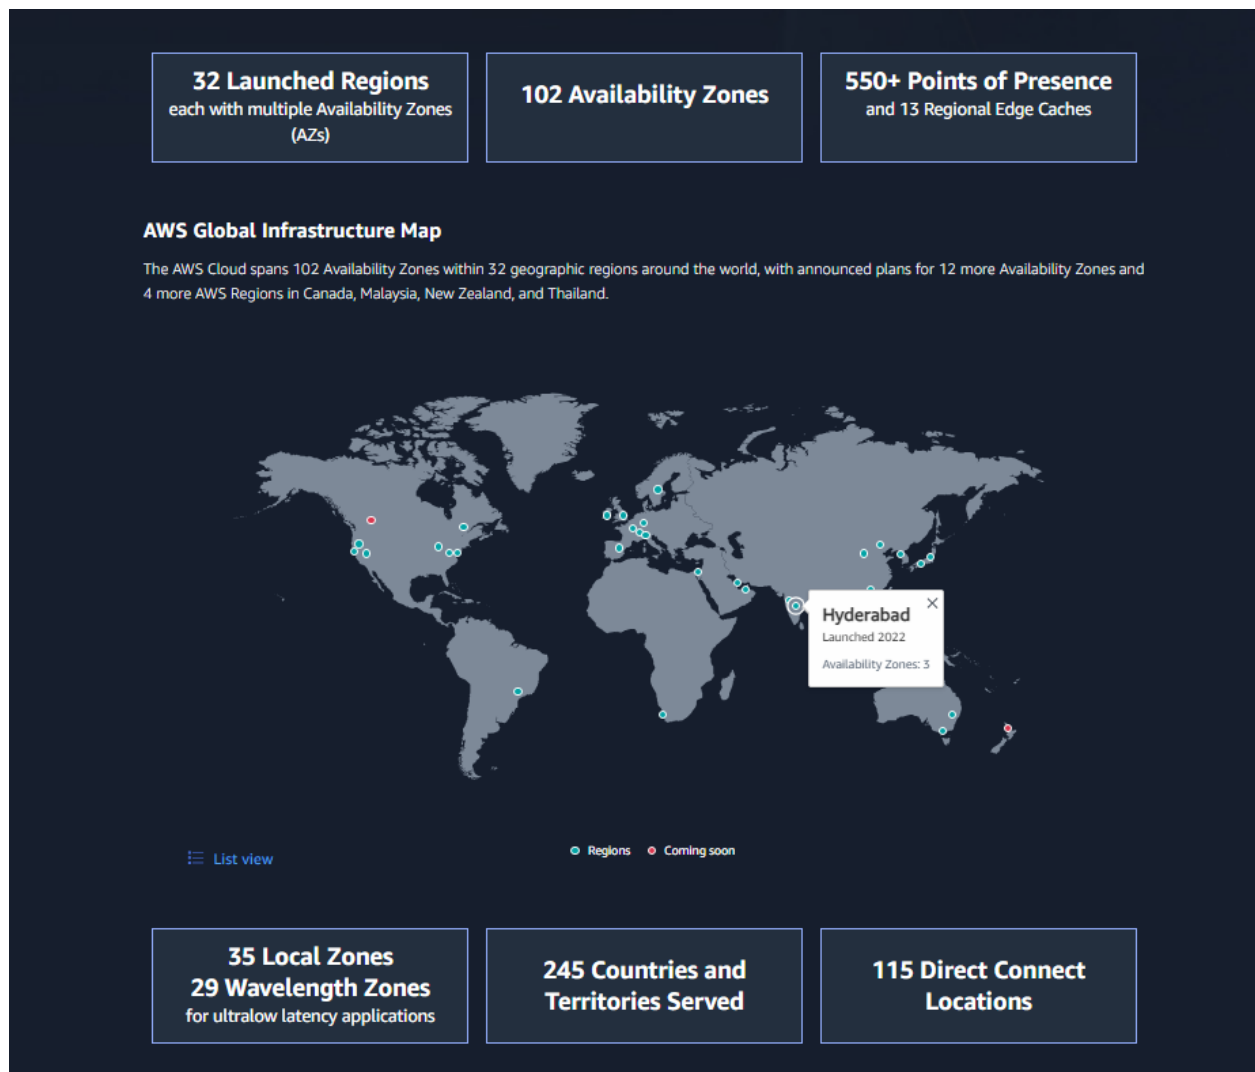 32 Launched Regions
each with multiple Availability Zones
(AZs)
102 Availability Zones
550+ Points of Presence
and 13 Regional Edge Caches
AWS Global Infrastructure Map
The AWS Cloud spans 102 Availability Zones within 32 geographic regions around the world, with announced plans for 12 more Availability Zones and
4 more AWS Regions in Canada, Malaysia, New Zealand, and Thailand.
Hyderabad
Launched 2022
Availability Zones: 3
Regions
Coming soon
List view
35 Local Zones
29 Wavelength Zones
for ultralow latency applications
245 Countries and
Territories Served
115 Direct Connect
Locations